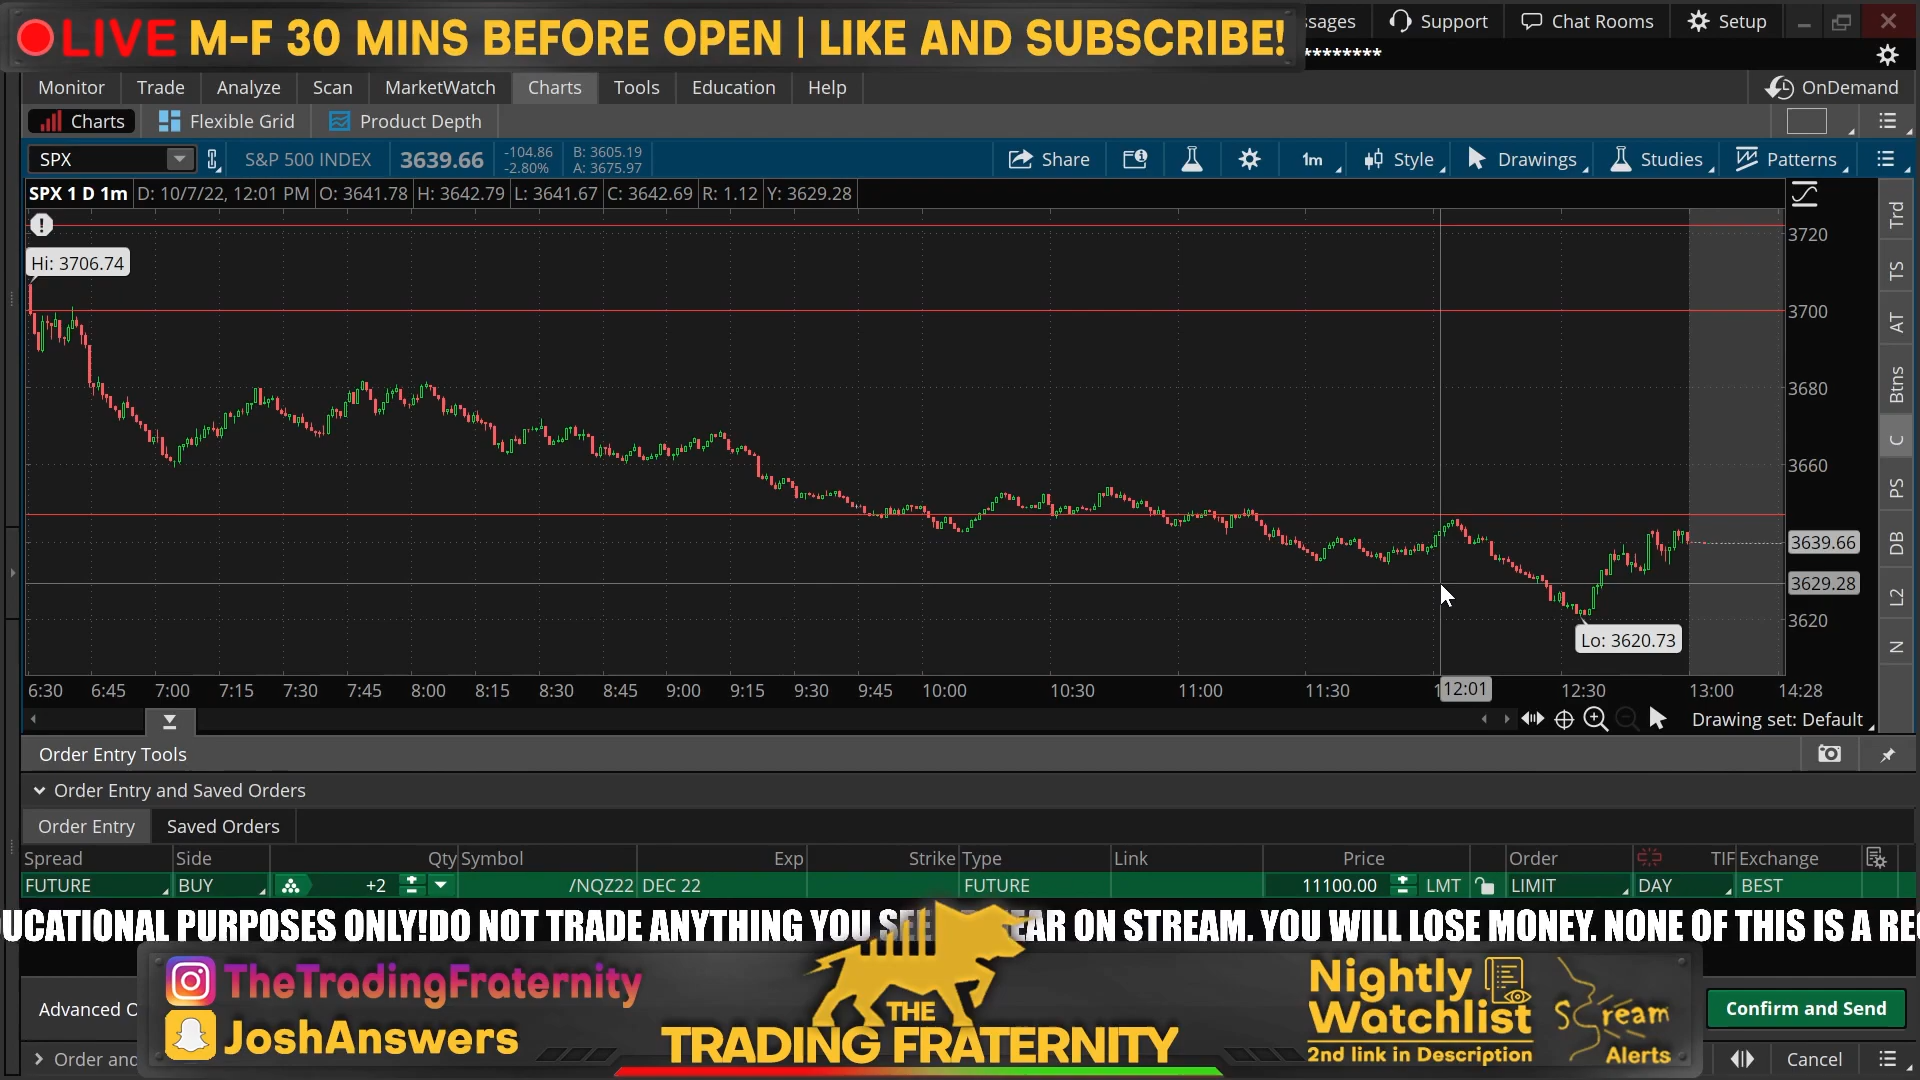 LIVE M-F 30 MINS BEFORE OPEN | LIKE AND SUBSCRIBE!
Support
Chat Rooms
Setup
********
Monitor
Trade
Analyze
Scan
MarketWatch
Charts
Tools
Education
Help
OnDemand
Charts
Flexible Grid
Product Depth
SPX
S&P 500 INDEX
3639.66
-104.86
-2.80%
B: 3605.19
A: 3675.97
Share
1m
Style
Drawings
Studies
Patterns
SPX 1 D 1m
D: 10/7/22, 12:01 PM
O: 3641.78
H: 3642.79
L: 3641.67
C: 3642.69
R: 1.12
Y: 3629.28
Hi: 3706.74
3720
3700
3680
3660
3639.66
3629.28
3620
Lo: 3620.73
6:30
6:45
7:00
7:15
7:30
7:45
8:00
8:15
8:30
8:45
9:00
9:15
9:30
9:45
10:00
10:30
11:00
11:30
12:01
12:30
13:00
14:28
Trd
TS
AT
Btns
C
PS
DB
L2
N
Drawing set: Default
Order Entry Tools
Order Entry and Saved Orders
Order Entry
Saved Orders
Spread
Side
Qty
Symbol
Exp
Strike
Type
Link
Price
Order
TIF
Exchange
FUTURE
BUY
+2
/NQZ22
DEC 22
FUTURE
11100.00
LMT
LIMIT
DAY
BEST
PURPOSES ONLY!DO NOT TRADE ANYTHING YOU ON STREAM. YOU WILL LOSE MONEY. NONE OF THIS IS A
Advanced
TheTradingFraternity
JoshAnswers
THE
TRADING FRATERNITY
Nightly
Watchlist
2nd link in Description
Scream
Alerts
Confirm and Send
Order and
Cancel